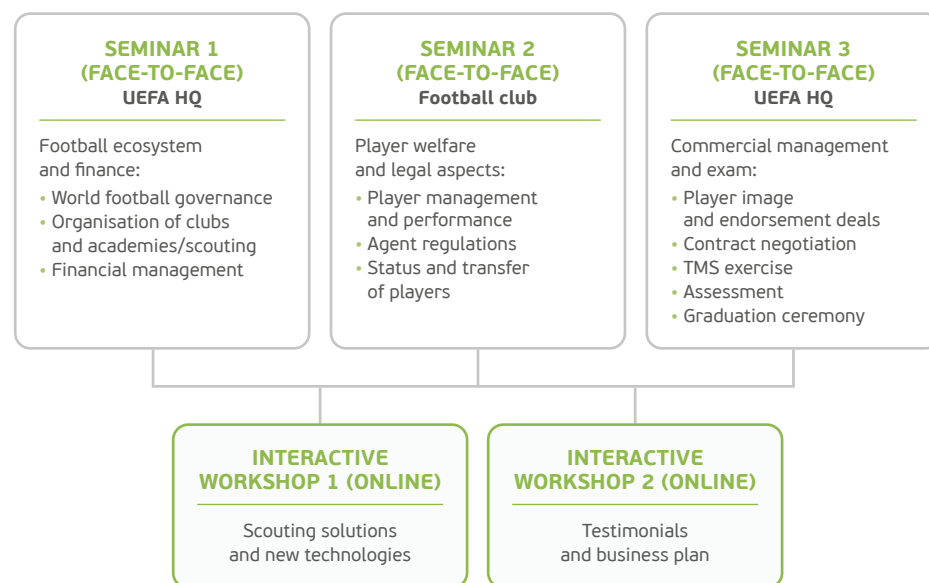 SEMINAR 1
(FACE-TO-FACE)
UEFA HQ
Football ecosystem
and finance:
• World football governance
• Organisation of clubs
and academies/scouting
• Financial management
SEMINAR 2
(FACE-TO-FACE)
Football club
Player welfare
and legal aspects:
• Player management
and performance
• Agent regulations
• Status and transfer
of players
SEMINAR 3
(FACE-TO-FACE)
UEFA HQ
Commercial management
and exam:
• Player image
and endorsement deals
• Contract negotiation
• TMS exercise
• Assessment
• Graduation ceremony
INTERACTIVE
WORKSHOP 1 (ONLINE)
Scouting solutions
and new technologies
INTERACTIVE
WORKSHOP 2 (ONLINE)
Testimonials
and business plan